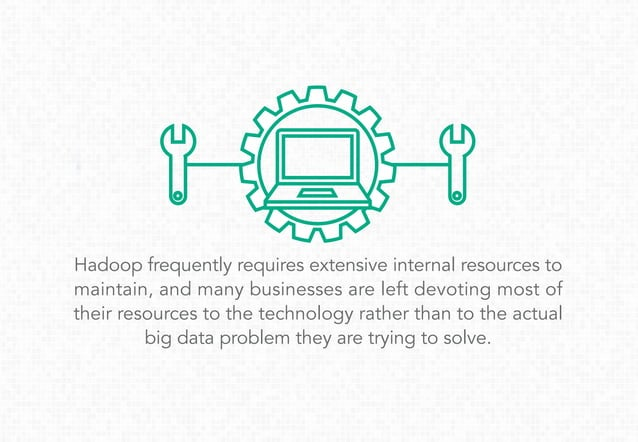 Hadoop frequently requires extensive internal resources to
maintain, and many businesses are left devoting most of
their resources to the technology rather than to the actual
big data problem they are trying to solve.